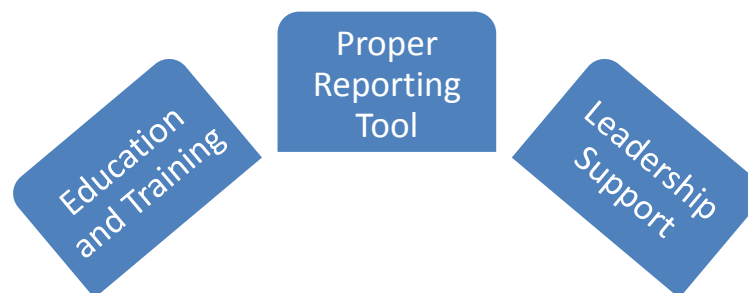 Education
and Training
Proper
Reporting
Tool
Leadership
Support